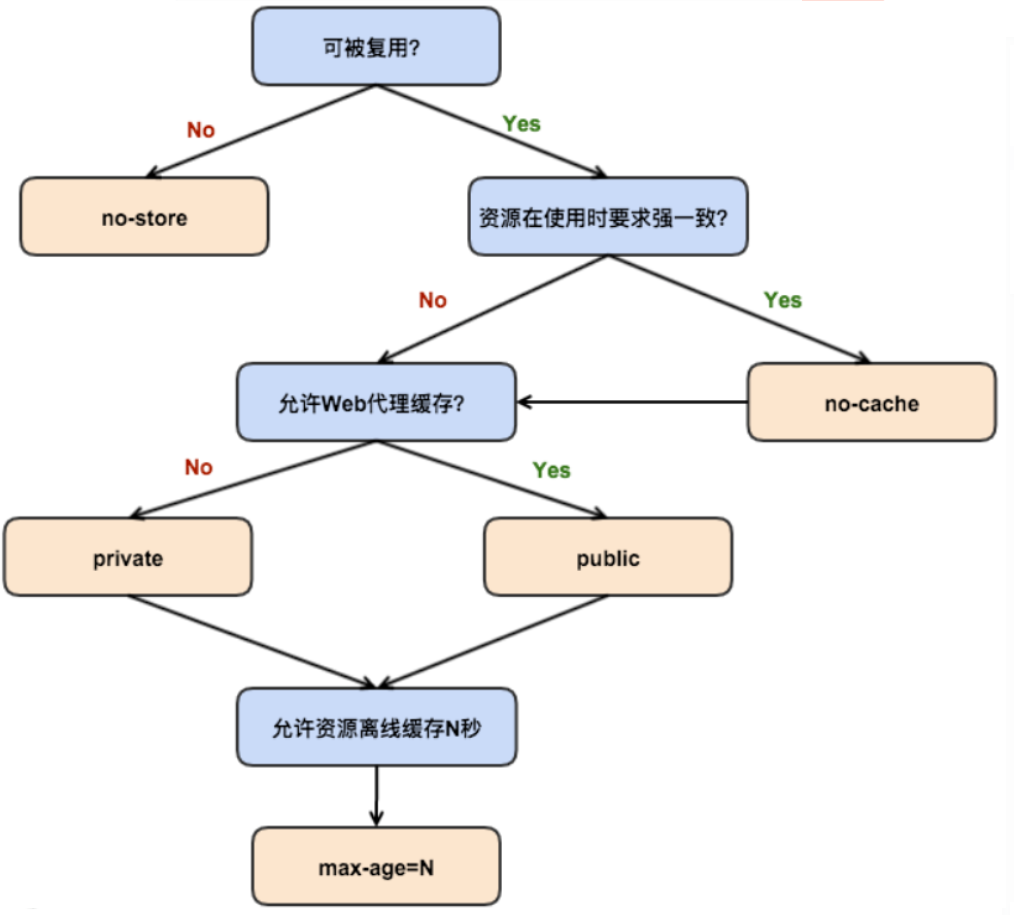 可被复用?
No
Yes
no-store
资源在使用时要求强一致?
No
Yes
允许Web代理缓存?
no-cache
No
Yes
private
public
允许资源离线缓存N秒
max-age=N